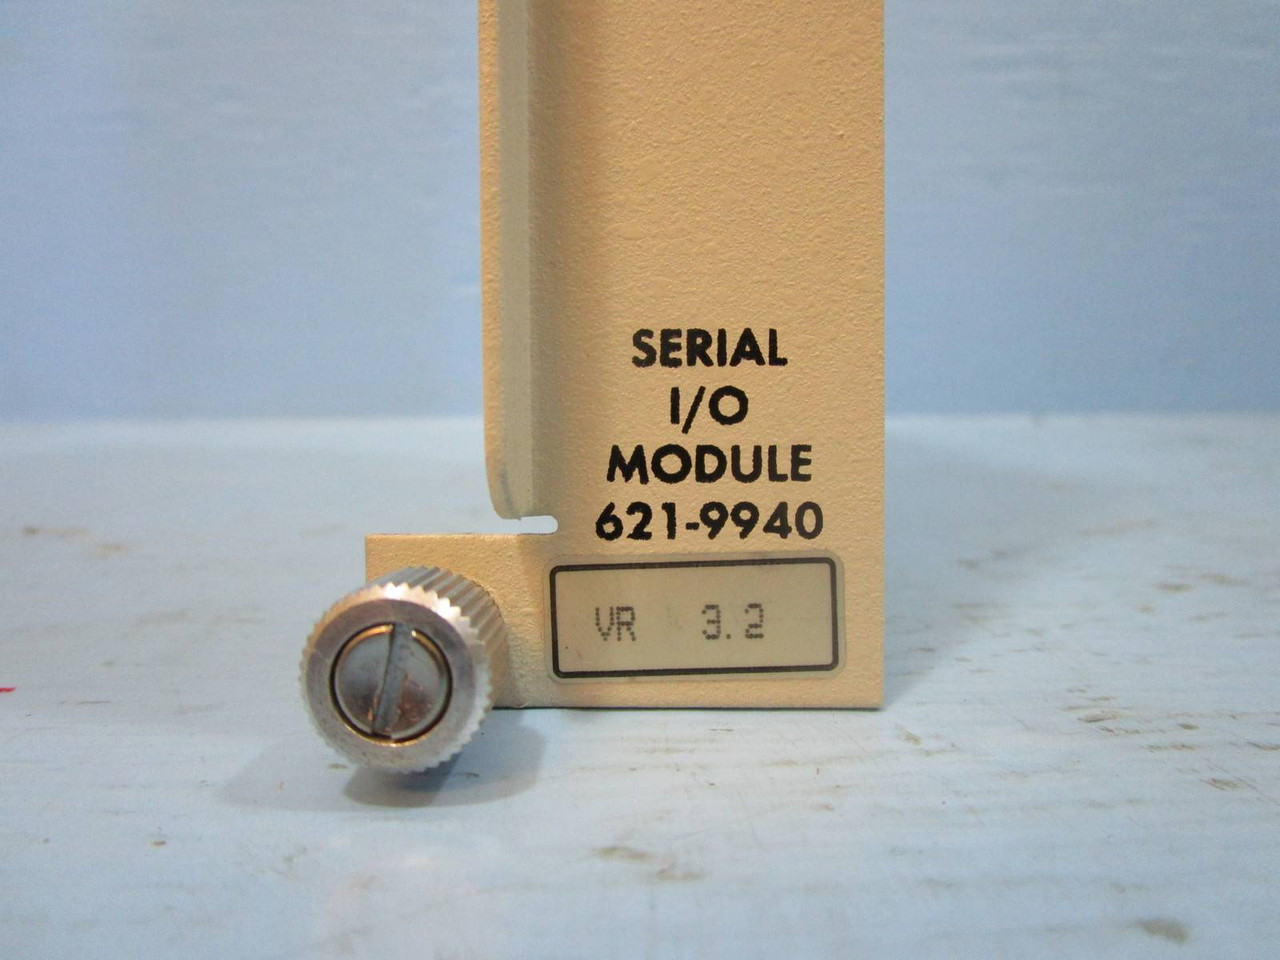 SERIAL
I/O
MODULE
621-9940
VR 3.2